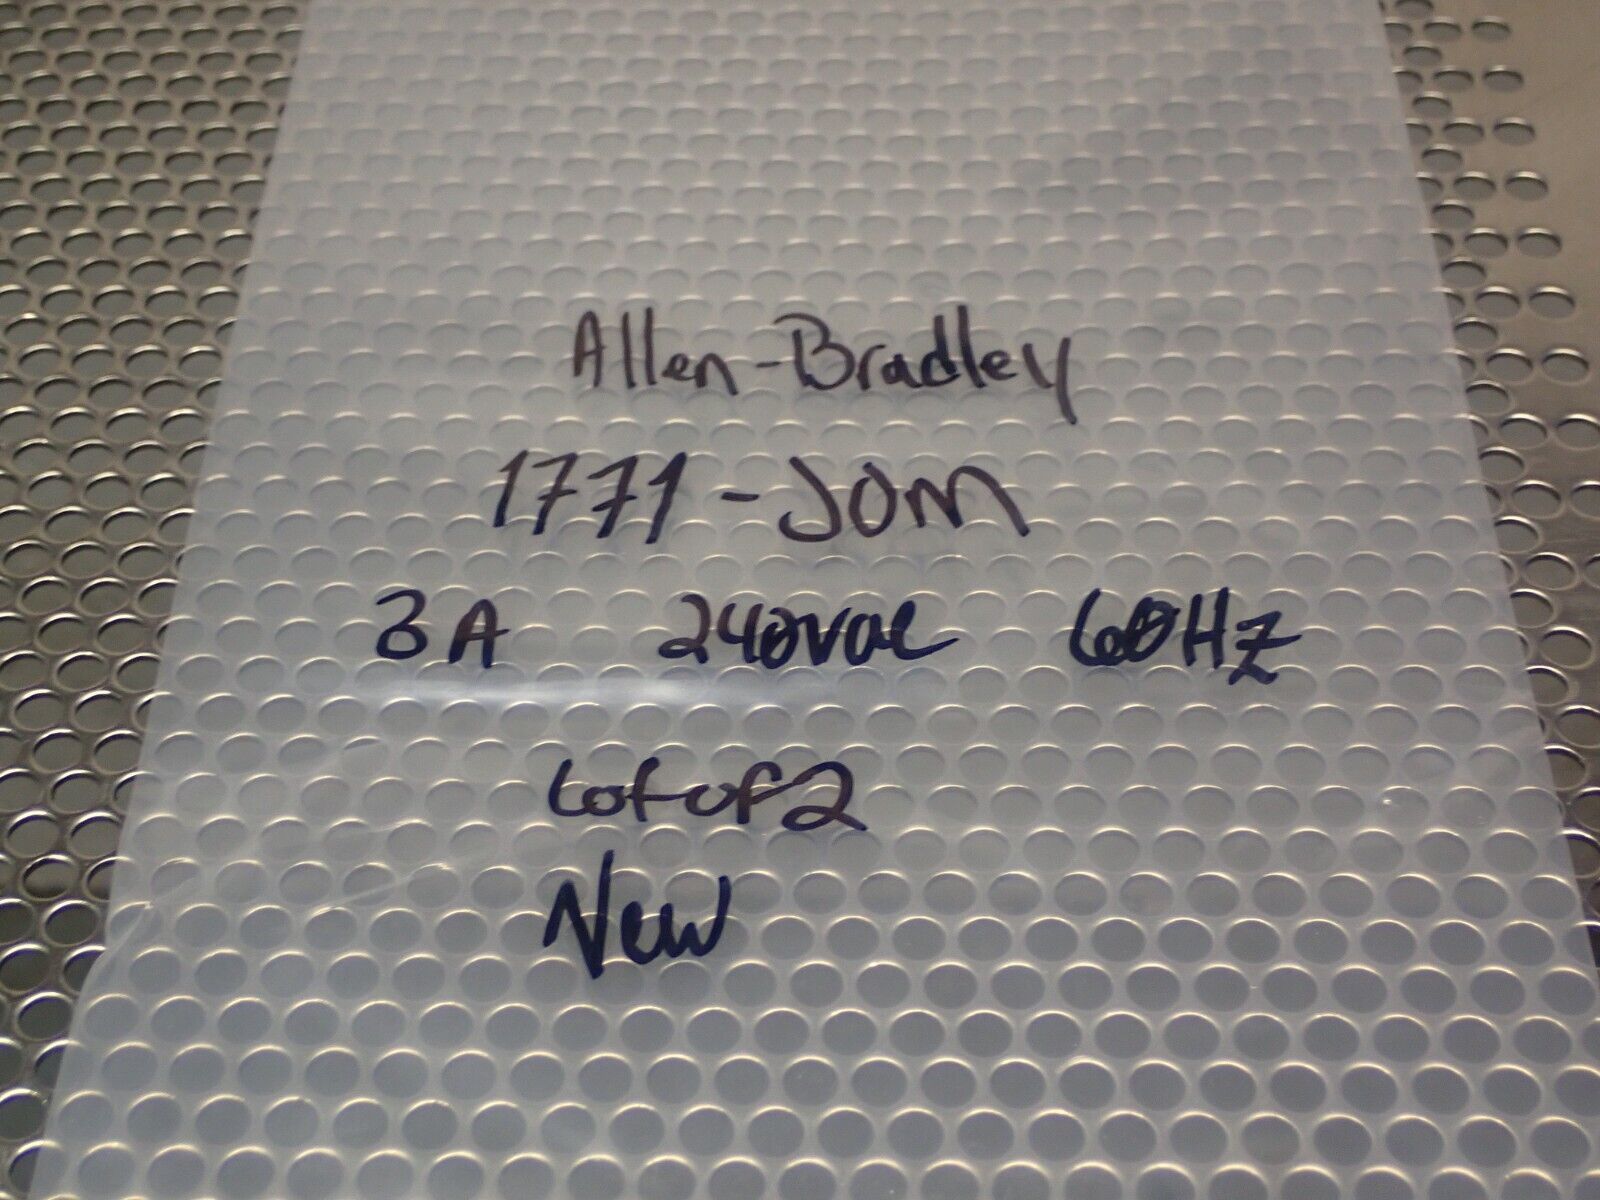 Allen-Bradley
1771-JOM
3A 240vac 60Hz
Lot of 2
New